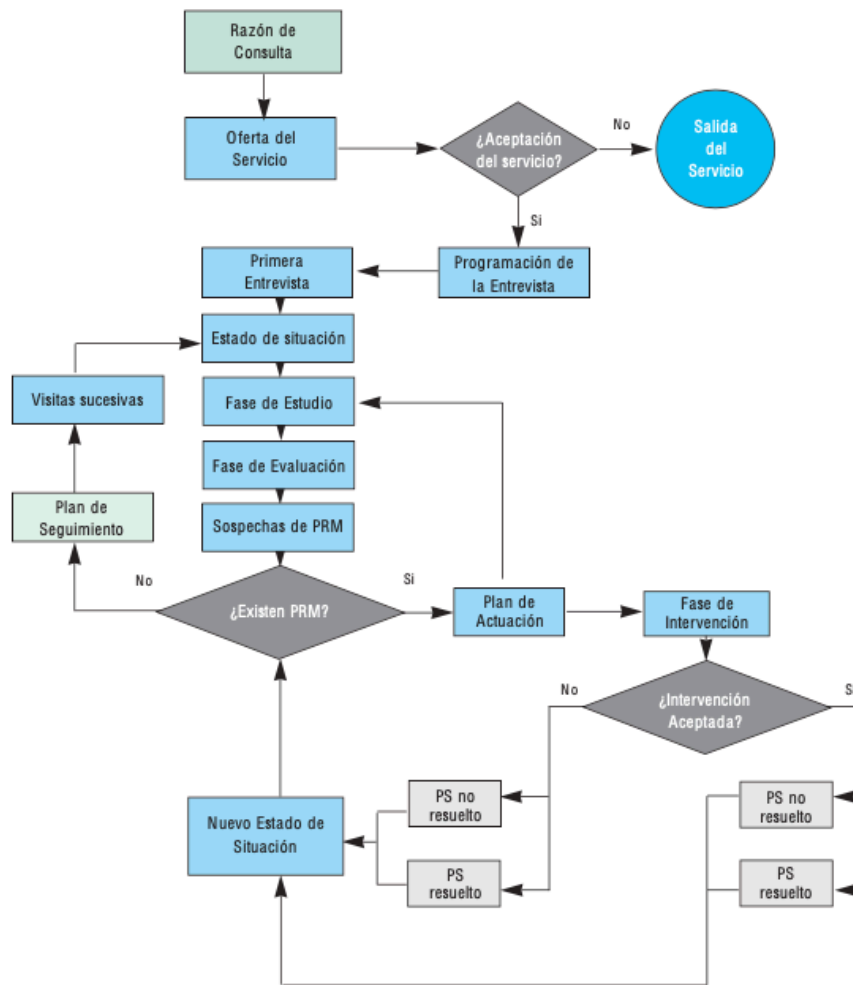 Razón de
Consulta
Oferta del
Servicio
¿Aceptación
del servicio?
No
Salida
del
Servicio
Si
Primera
Entrevista
Programación de
la Entrevista
Estado de situación
Visitas sucesivas
Fase de Estudio
Fase de Evaluación
Plan de
Seguimiento
Sospechas de PRM
No
¿Existen PRM?
Si
Plan de
Actuación
Fase de
Intervención
No
¿Intervención
Aceptada?
Si
Nuevo Estado de
Situación
PS no
resuelto
PS
resuelto
PS no
resuelto
PS
resuelto